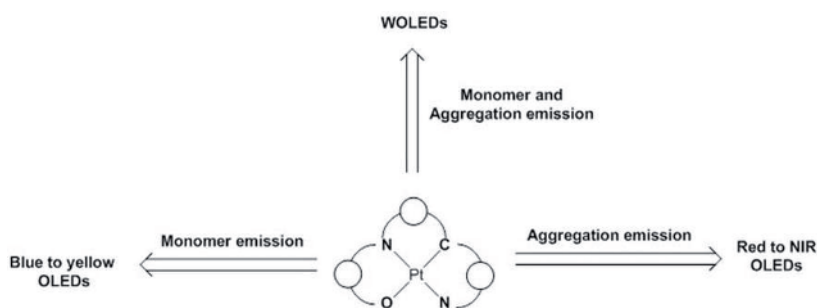 WOLEDs
Monomer and
Aggregation emission
Monomer emission
Aggregation emission
Blue to yellow
OLEDs
Red to NIR
OLEDs
N C
Pt
O N